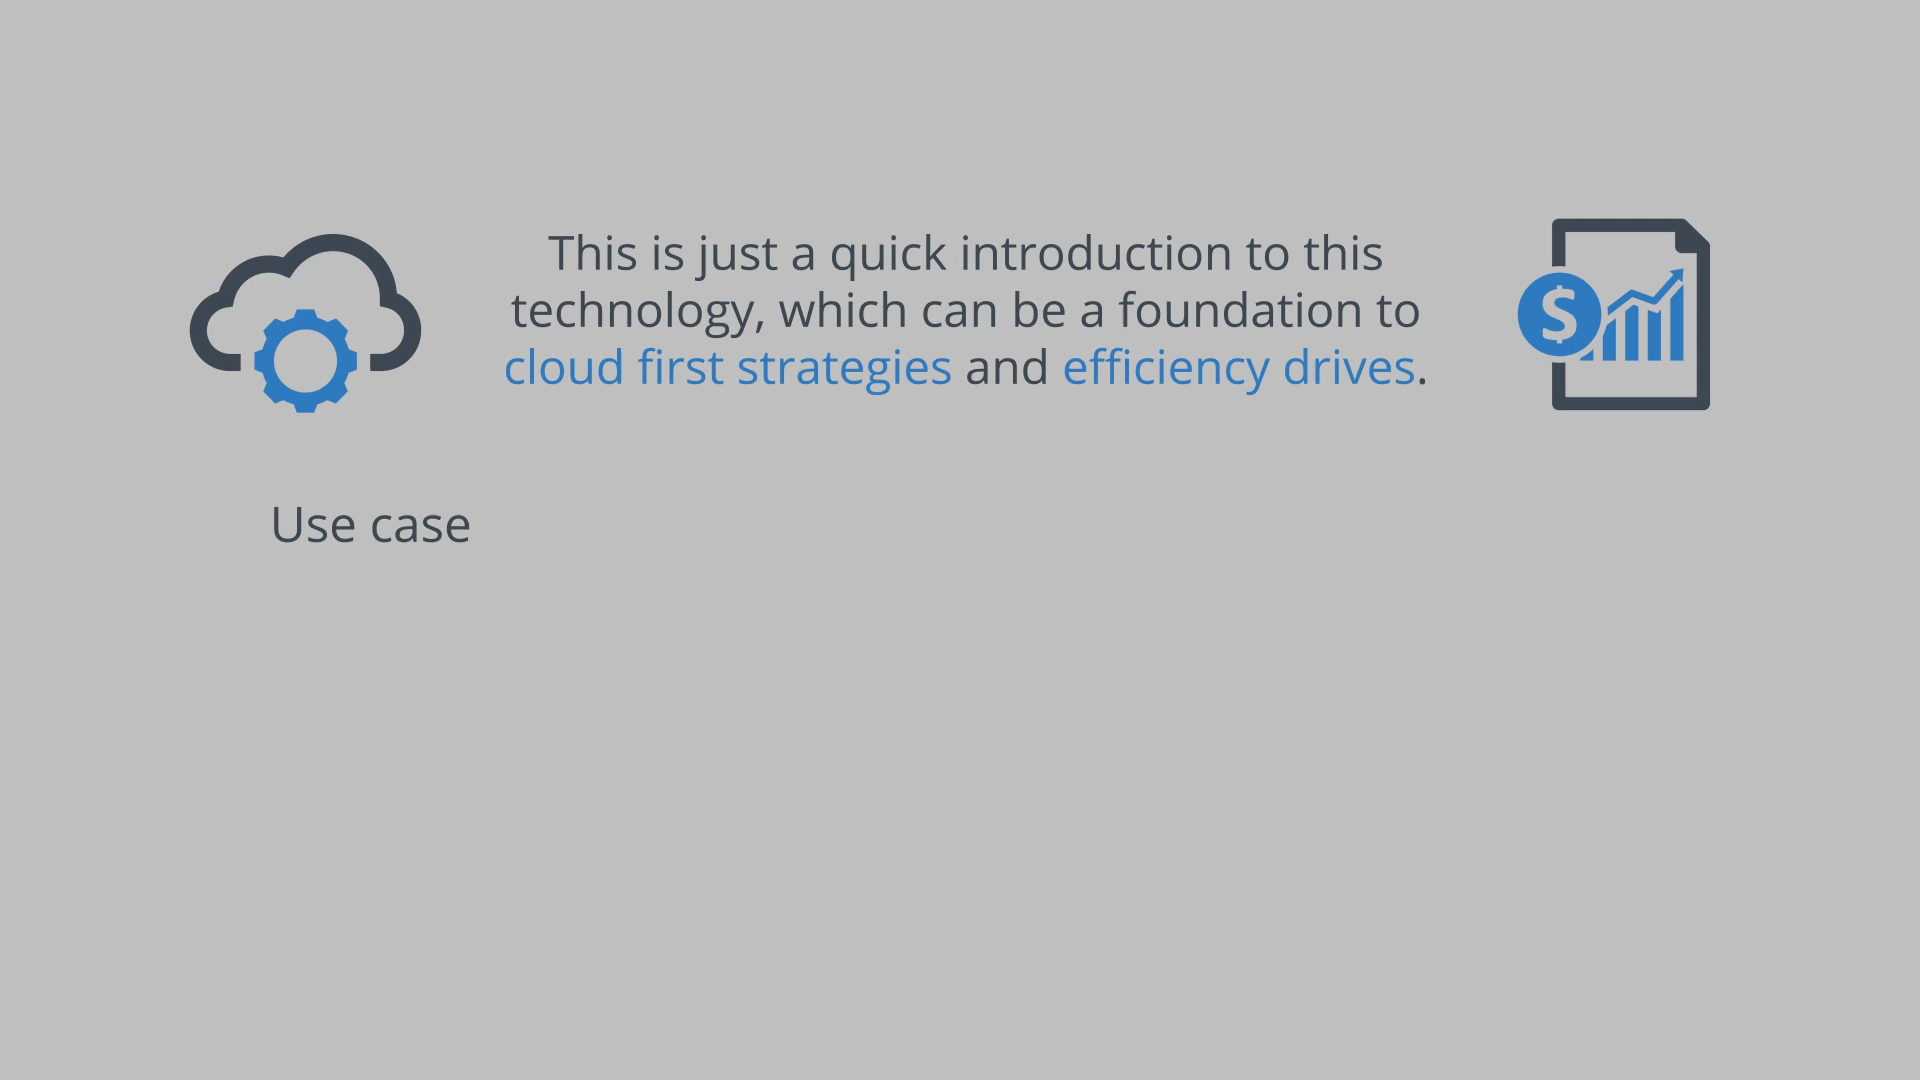 This is just a quick introduction to this
technology, which can be a foundation to
cloud first strategies and efficiency drives.
$
Use case